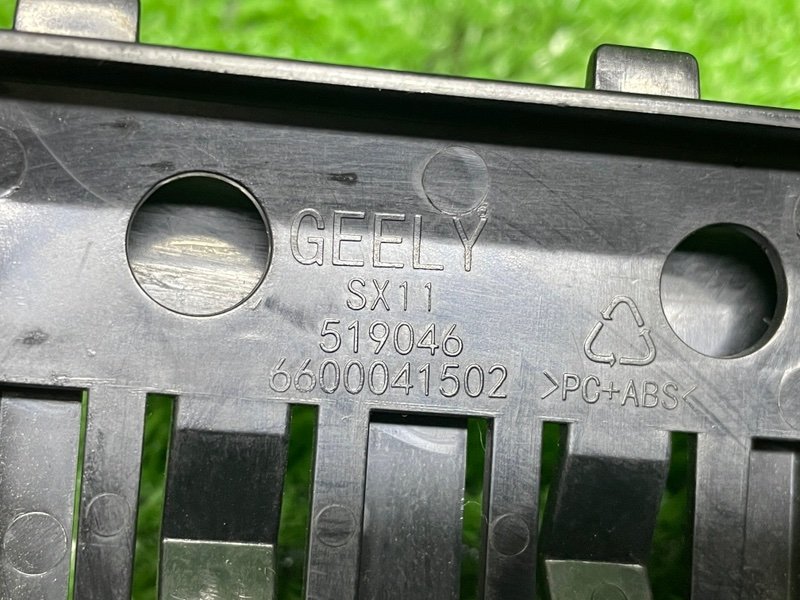 GEELY
SX11
519046
6600041502
>PC+ABS<